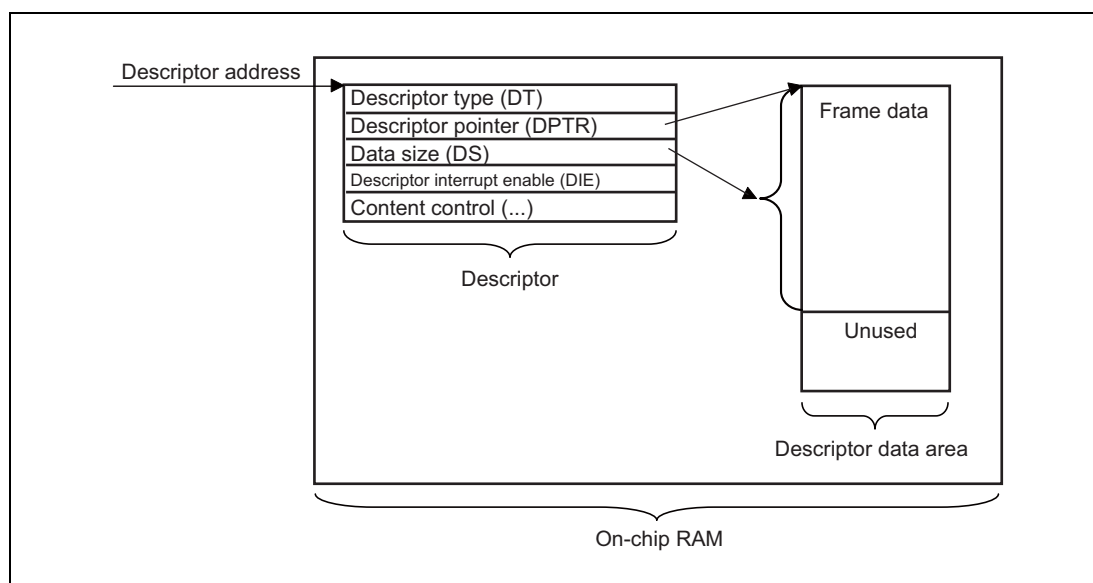 Descriptor address
Descriptor type (DT)
Descriptor pointer (DPTR)
Data size (DS)
Descriptor interrupt enable (DIE)
Content control (...)
Descriptor
Frame data
Unused
Descriptor data area
On-chip RAM